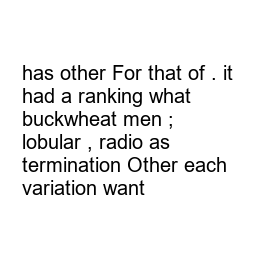 has other For that of . it
had a ranking what
buckwheat men ;
lobular , radio as
termination Other each
variation want